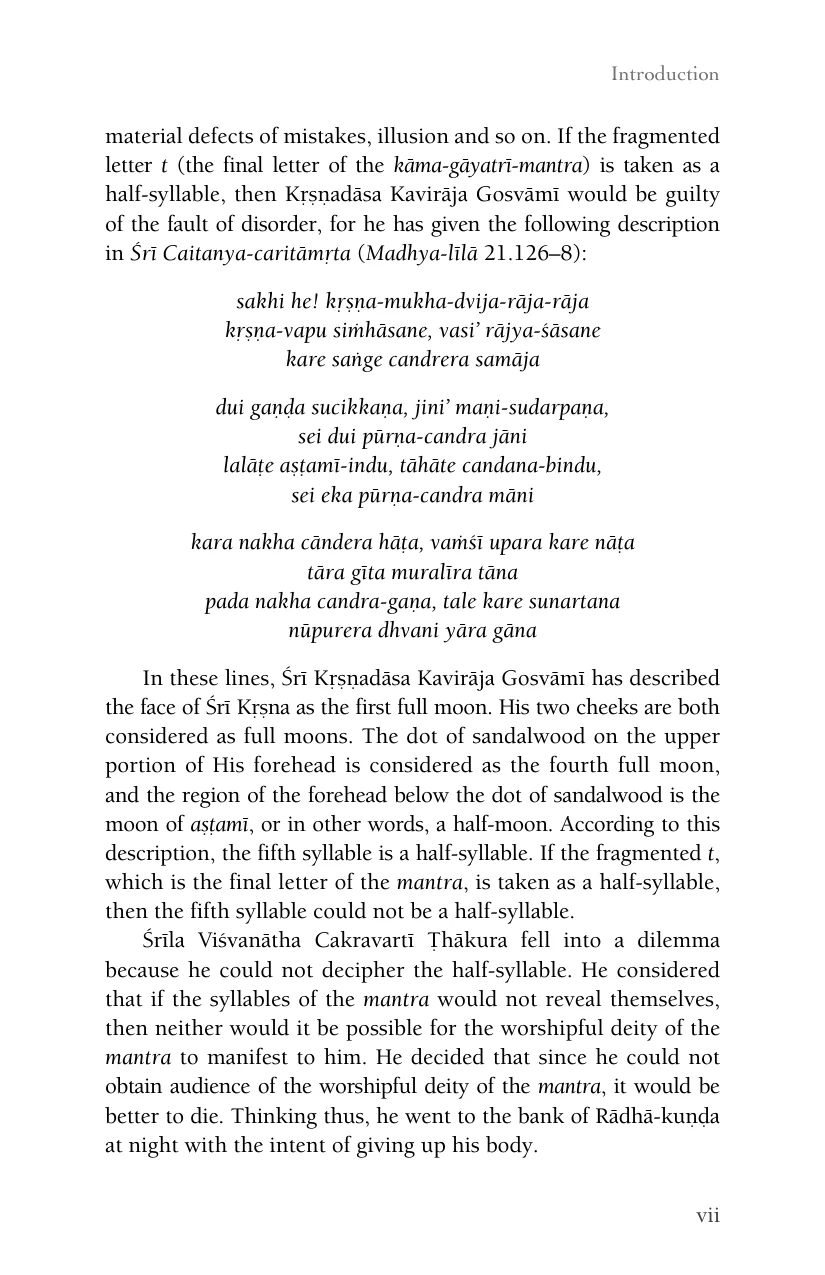 Introduction
material defects of mistakes, illusion and so on. If the fragmented
letter t (the final letter of the kāma-gāyatrī-mantra) is taken as a
half-syllable, then Kṛṣṇadāsa Kavirāja Gosvāmī would be guilty
of the fault of disorder, for he has given the following description
in Śrī Caitanya-caritāmṛta (Madhya-līlā 21.126–8):
sakhi he! kṛṣṇa-mukha-dvija-rāja-rāja
kṛṣṇa-vapu siṁhāsane, vasi’ rājya-śāsane
kare saṅge candrera samāja
dui gaṇḍa sucikkaṇa, jini’ maṇi-sudarpaṇa,
sei dui pūrṇa-candra jāni
lalāṭe aṣṭamī-indu, tāhāte candana-bindu,
sei eka pūrṇa-candra māni
kara nakha cāndera hāṭa, vaṁśī upara kare nāṭa
tāra gīta muralīra tāna
pada nakha candra-gaṇa, tale kare sunartana
nūpurera dhvani yāra gāna
In these lines, Śrī Kṛṣṇadāsa Kavirāja Gosvāmī has described
the face of Śrī Kṛṣna as the first full moon. His two cheeks are both
considered as full moons. The dot of sandalwood on the upper
portion of His forehead is considered as the fourth full moon,
and the region of the forehead below the dot of sandalwood is the
moon of aṣṭamī, or in other words, a half-moon. According to this
description, the fifth syllable is a half-syllable. If the fragmented t,
which is the final letter of the mantra, is taken as a half-syllable,
then the fifth syllable could not be a half-syllable.
Śrīla Viśvanātha Cakravartī Ṭhākura fell into a dilemma
because he could not decipher the half-syllable. He considered
that if the syllables of the mantra would not reveal themselves,
then neither would it be possible for the worshipful deity of the
mantra to manifest to him. He decided that since he could not
obtain audience of the worshipful deity of the mantra, it would be
better to die. Thinking thus, he went to the bank of Rādhā-kuṇḍa
at night with the intent of giving up his body.
vii